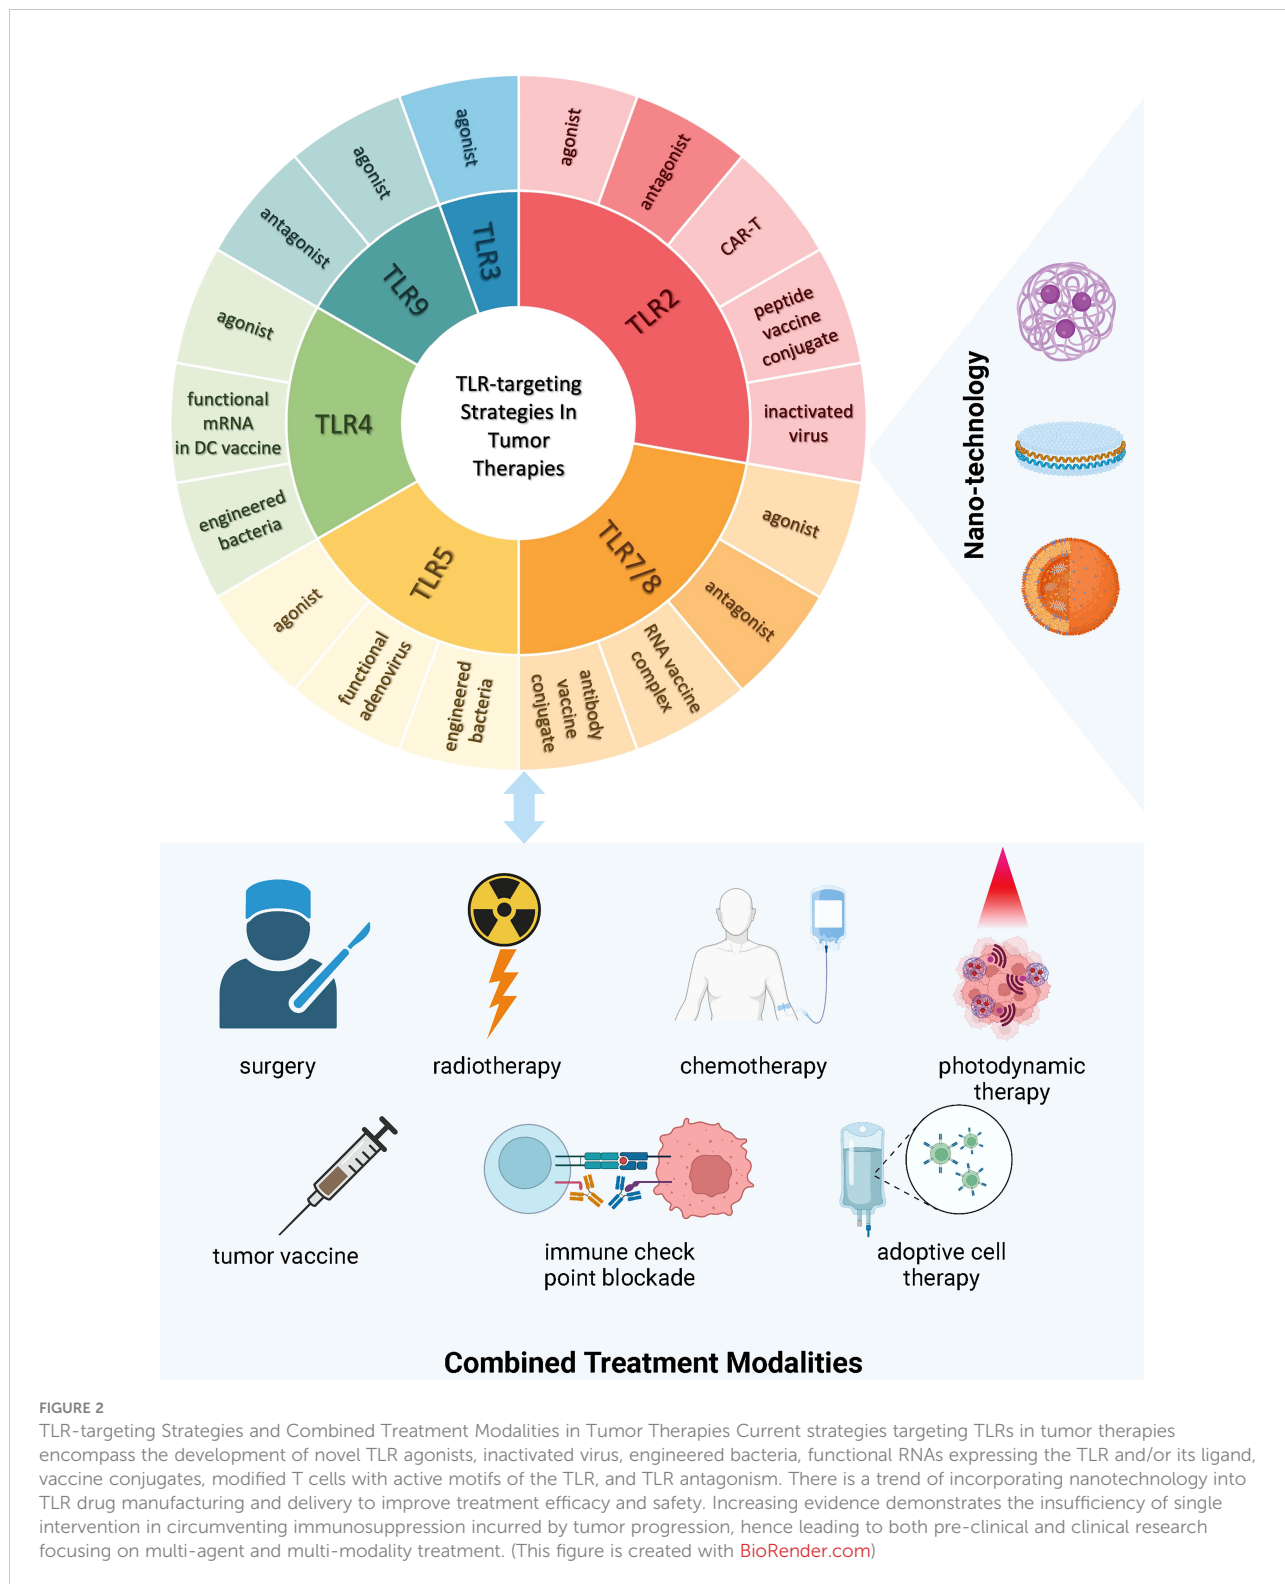 TLR-targeting
Strategies In
Tumor
Therapies
TLR2
agonist
antagonist
CAR-T
peptide
vaccine
conjugate
inactivated
virus
TLR7/8
agonist
antagonist
RNA vaccine
complex
antibody
vaccine
conjugate
TLR5
engineered
bacteria
functional
adenovirus
agonist
TLR4
engineered
bacteria
functional
mRNA
in DC vaccine
agonist
TLR9
antagonist
agonist
TLR3
agonist
Nano-technology
surgery
radiotherapy
chemotherapy
photodynamic
therapy
tumor vaccine
immune check
point blockade
adoptive cell
therapy
Combined Treatment Modalities
FIGURE 2
TLR-targeting Strategies and Combined Treatment Modalities in Tumor Therapies Current strategies targeting TLRs in tumor therapies
encompass the development of novel TLR agonists, inactivated virus, engineered bacteria, functional RNAs expressing the TLR and/or its ligand,
vaccine conjugates, modified T cells with active motifs of the TLR, and TLR antagonism. There is a trend of incorporating nanotechnology into
TLR drug manufacturing and delivery to improve treatment efficacy and safety. Increasing evidence demonstrates the insufficiency of single
intervention in circumventing immunosuppression incurred by tumor progression, hence leading to both pre-clinical and clinical research
focusing on multi-agent and multi-modality treatment. (This figure is created with BioRender.com)